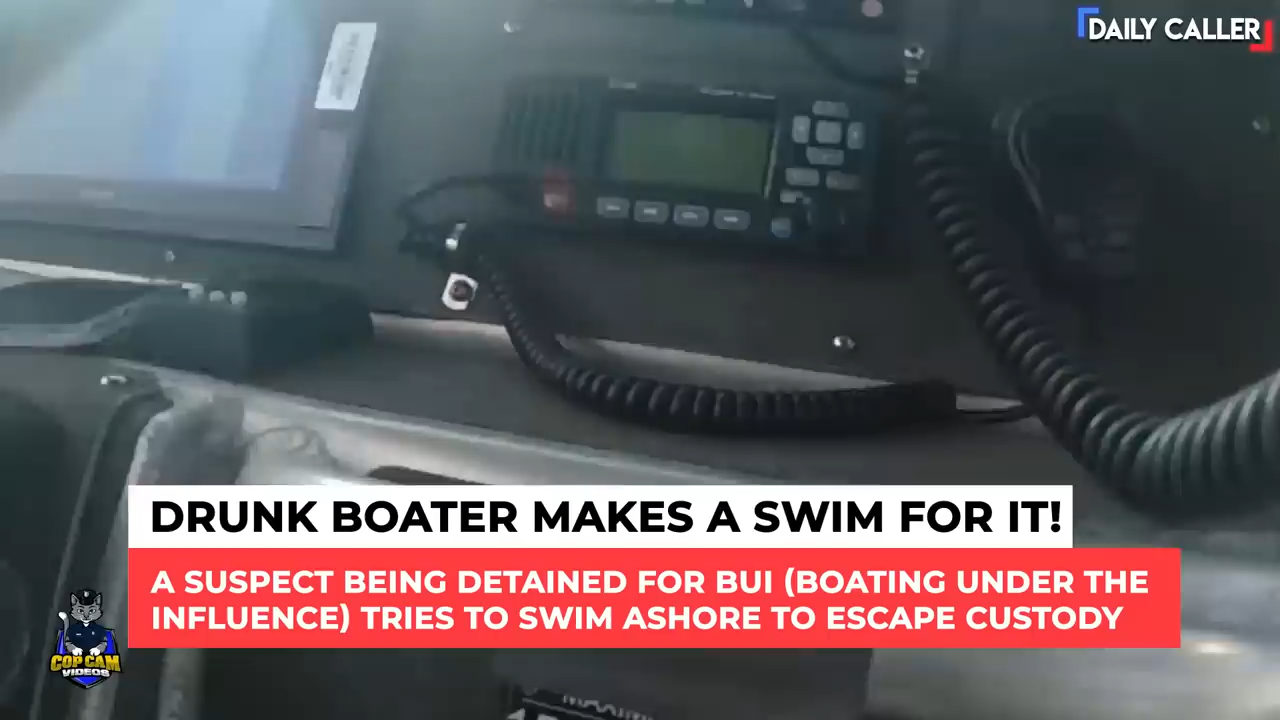 DAILY CALLER
DRUNK BOATER MAKES A SWIM FOR IT!
A SUSPECT BEING DETAINED FOR BUI (BOATING UNDER THE
INFLUENCE) TRIES TO SWIM ASHORE TO ESCAPE CUSTODY
COP CAM
VIDEOS